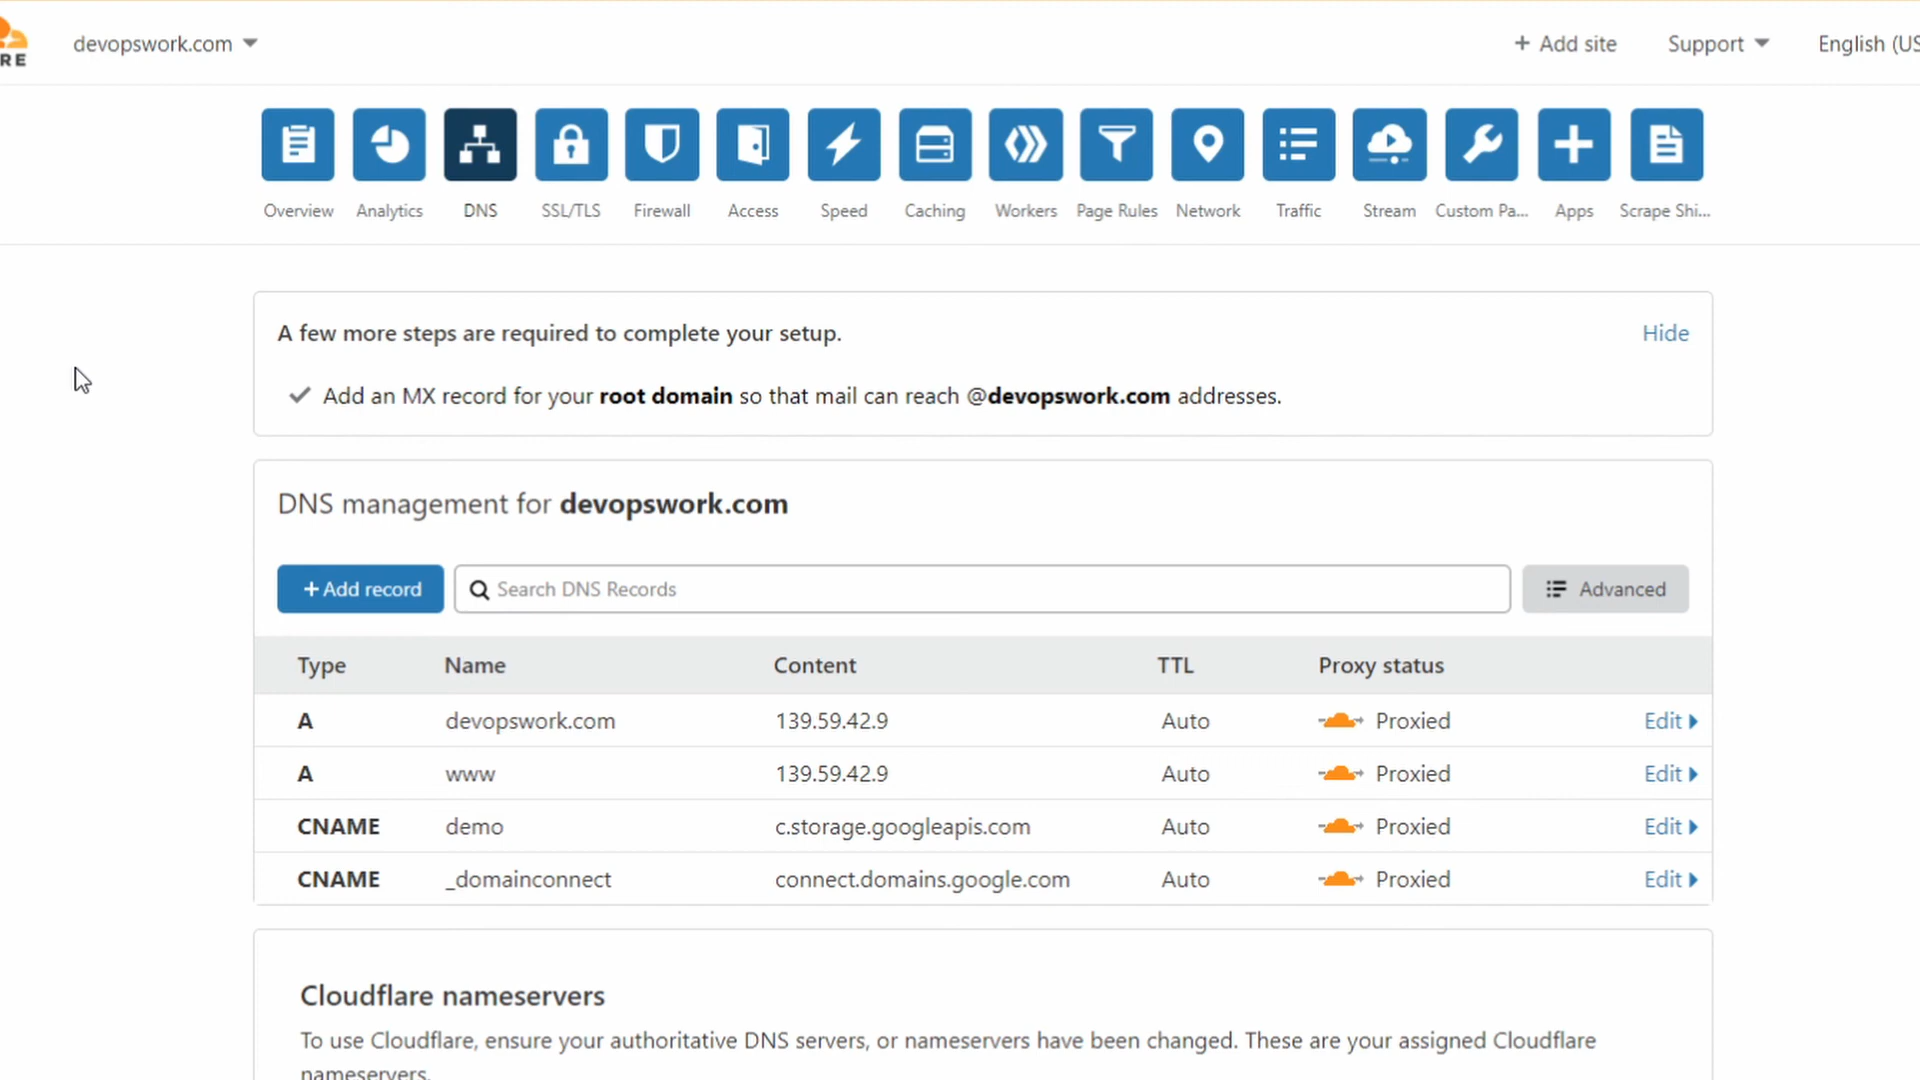 RE
devopswork.com
+ Add site
Support
English (US
Overview
Analytics
DNS
SSL/TLS
Firewall
Access
Speed
Caching
Workers
Page Rules
Network
Traffic
Stream
Custom Pa...
Apps
Scrape Shi...
A few more steps are required to complete your setup.
Hide
Add an MX record for your root domain so that mail can reach @devopswork.com addresses.
DNS management for devopswork.com
+ Add record
Search DNS Records
Advanced
Type Name Content TTL Proxy status
A devopswork.com 139.59.42.9 Auto Proxied Edit
A www 139.59.42.9 Auto Proxied Edit
CNAME demo c.storage.googleapis.com Auto Proxied Edit
CNAME _domainconnect connect.domains.google.com Auto Proxied Edit
Cloudflare nameservers
To use Cloudflare, ensure your authoritative DNS servers, or nameservers have been changed. These are your assigned Cloudflare
nameservers.